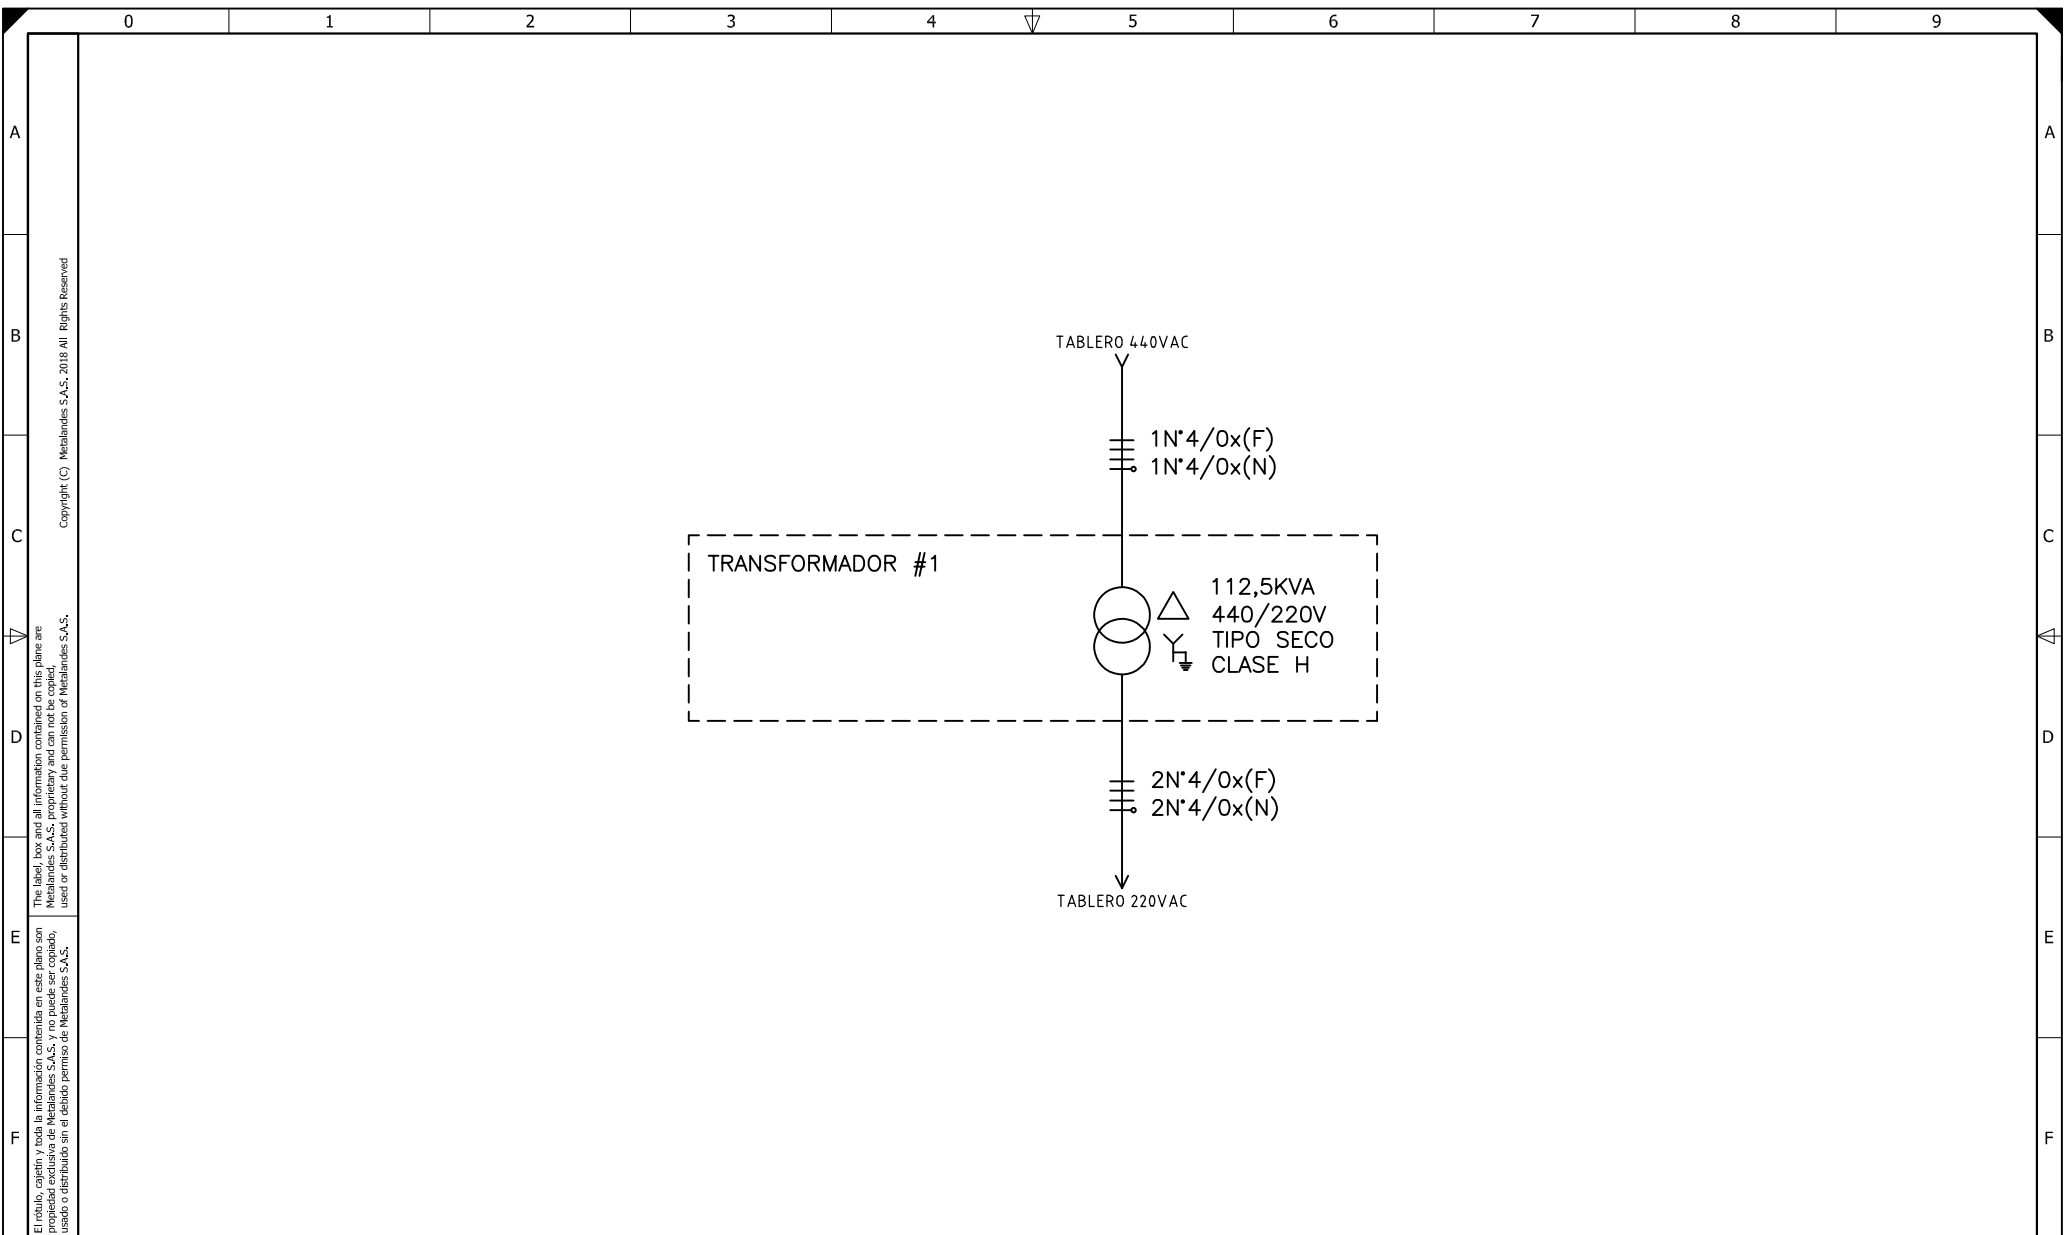 0 1 2 3 4 5 6 7 8 9
A A
B B
C C
D D
E E
F F
Copyright (C) Metalandes S.A.S. 2018 All Rights Reserved
The label, box and all information contained on this plane are
Metalandes S.A.S. proprietary and can not be copied,
used or distributed without due permission of Metalandes S.A.S.
El rótulo, cajetín y toda la información contenida en este plano son
propiedad exclusiva de Metalandes S.A.S. y no puede ser copiado,
usado o distribuido sin el debido permiso de Metalandes S.A.S.
TABLERO 440VAC
1N°4/0x(F)
1N°4/0x(N)
TRANSFORMADOR #1
112,5KVA
440/220V
TIPO SECO
CLASE H
2N°4/0x(F)
2N°4/0x(N)
TABLERO 220VAC